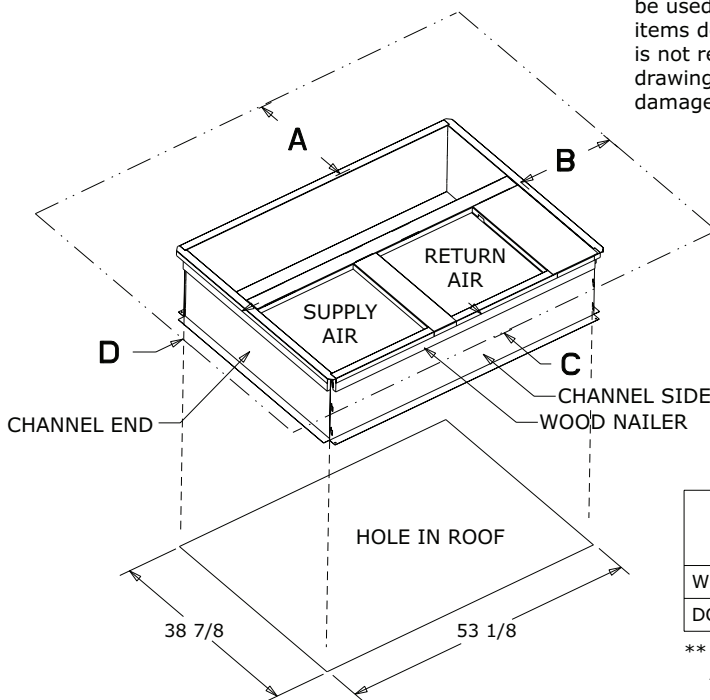 be used
items d
is not re
drawing
damage
A
B
RETURN
AIR
SUPPLY
AIR
D
C
CHANNEL SIDE
CHANNEL END
WOOD NAILER
HOLE IN ROOF
W
DO
38 7/8
53 1/8
**